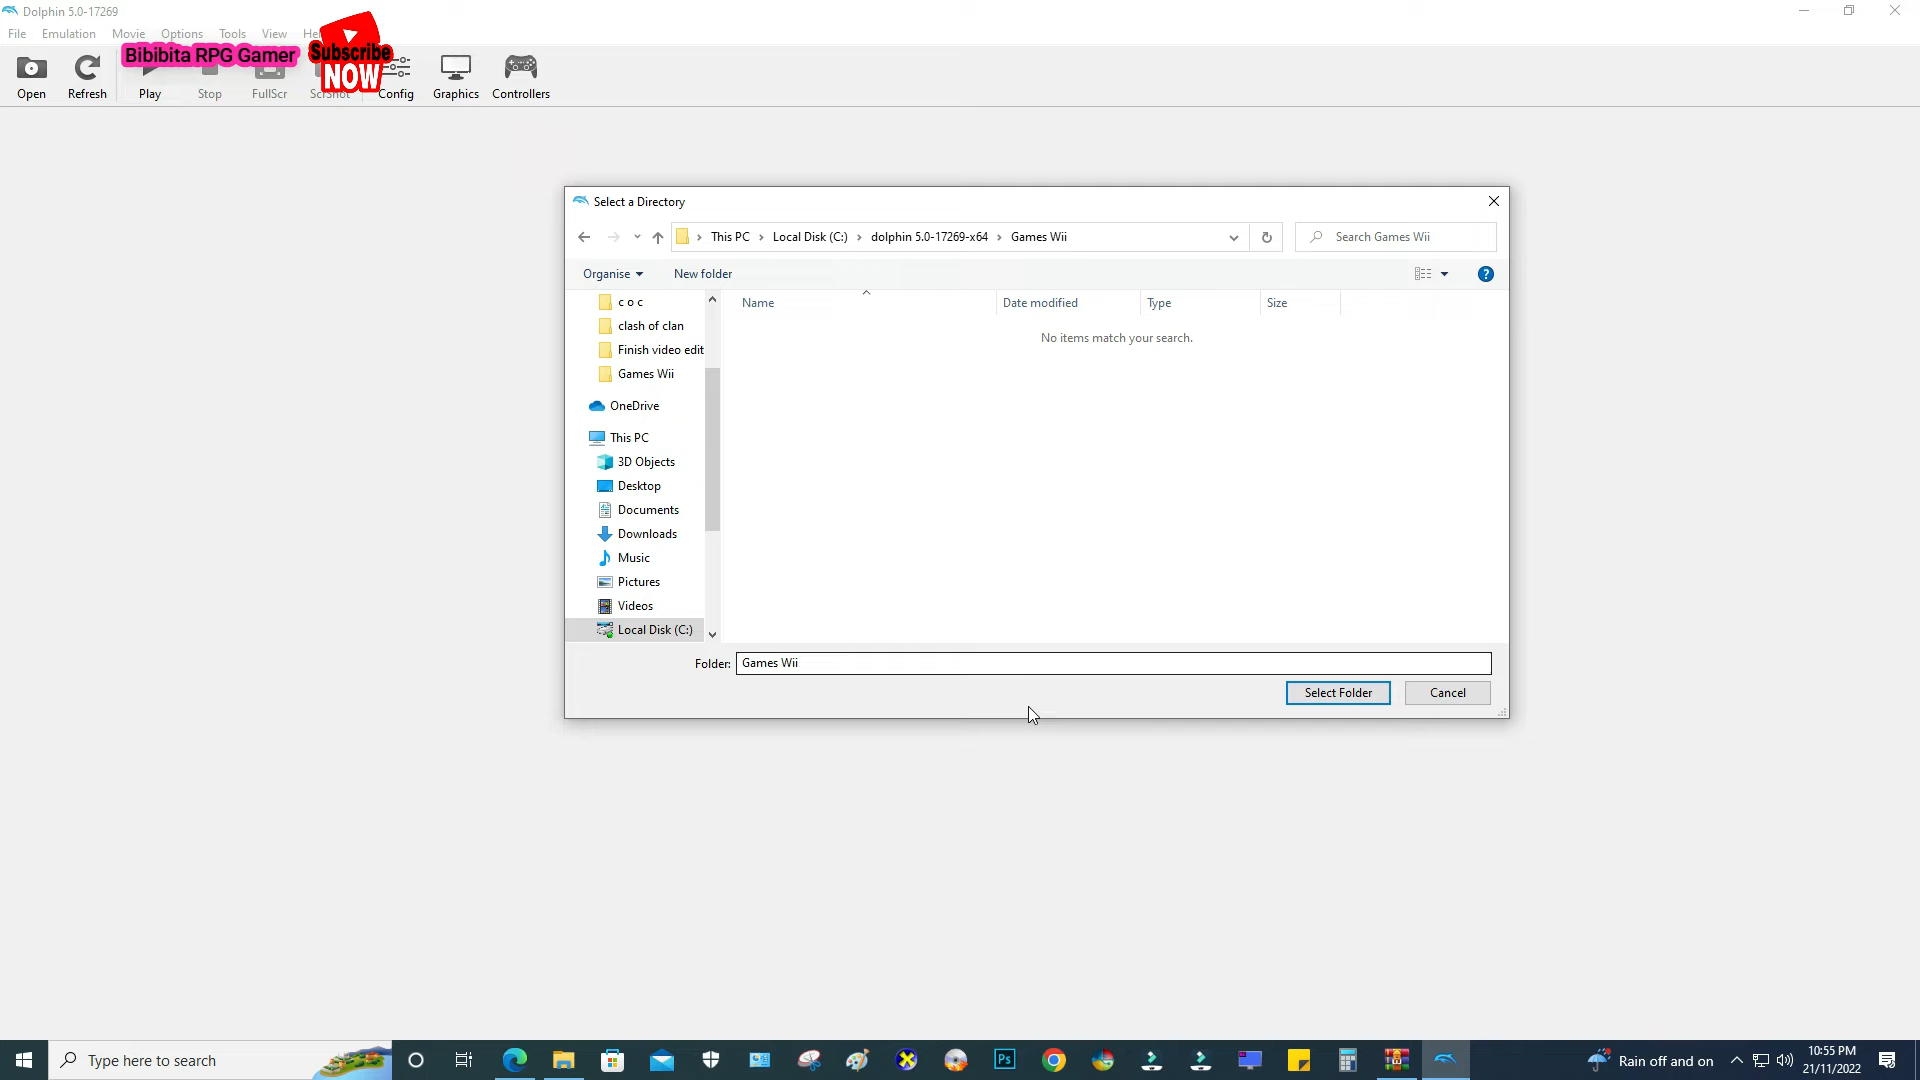 Dolphin 5.0-17269
File Emulation Movie Options Tools View
Bibibita RPG Gamer
Subscribe
NOW
Open Refresh Play Stop FullScr ScrShot Config Graphics Controllers
Select a Directory
This PC > Local Disk (C:) > dolphin 5.0-17269-x64 > Games Wii
Search Games Wii
Organise New folder
Name Date modified Type Size
No items match your search.
c o c
clash of clan
Finish video edit
Games Wii
OneDrive
This PC
3D Objects
Desktop
Documents
Downloads
Music
Pictures
Videos
Local Disk (C:)
Folder: Games Wii
Select Folder Cancel
Type here to search
Ps
Rain off and on
10:55 PM
21/11/2022